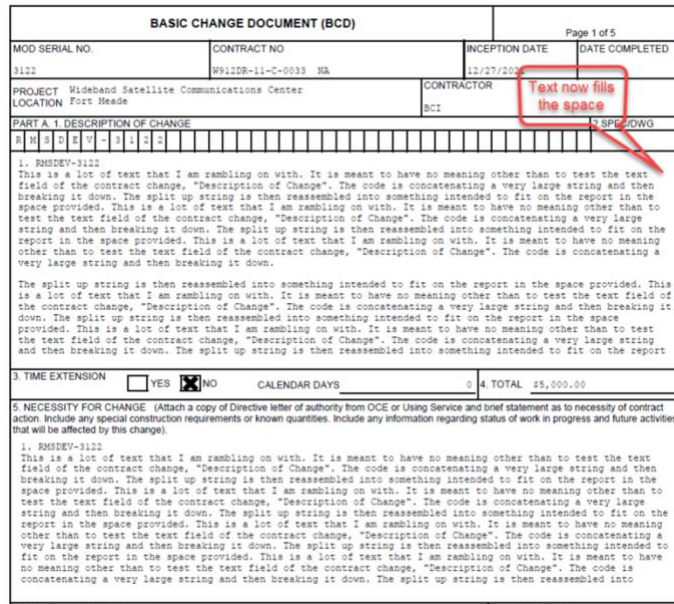 BASIC CHANGE DOCUMENT (BCD)
Page 1 of 5
MOD SERIAL NO.
CONTRACT NO
INCEPTION DATE
DATE COMPLETED
3122
W912DR-11-C-0033 NA
PROJECT Wideband Satellite Communications Center
LOCATION Fort Meade
CONTRACTOR
BCI
Text now fills
the space
PART A. 1. DESCRIPTION OF CHANGE
2 SPEC/DWG
R M S D E V - 3 1 2 2
1. RMSDEV-3122
This is a lot of text that I am rambling on with. It is meant to have no meaning other than to test the text
field of the contract change, "Description of Change". The code is concatenating a very large string and then
breaking it down. The split up string is then reassembled into something intended to fit on the report in the
space provided. This is a lot of text that I am rambling on with. It is meant to have no meaning other than to
test the text field of the contract change, "Description of Change". The code is concatenating a very large
string and then breaking it down. The split up string is then reassembled into something intended to fit on the
report in the space provided. This is a lot of text that I am rambling on with. It is meant to have no meaning
other than to test the text field of the contract change, "Description of Change". The code is concatenating a
very large string and then breaking it down.
The split up string is then reassembled into something intended to fit on the report in the space provided. This
is a lot of text that I am rambling on with. It is meant to have no meaning other than to test the text field of
the contract change, "Description of Change". The code is concatenating a very large string and then breaking it
down. The split up string is then reassembled into something intended to fit on the report in the space
provided. This is a lot of text that I am rambling on with. It is meant to have no meaning other than to test
the text field of the contract change, "Description of Change". The code is concatenating a very large string
and then breaking it down. The split up string is then reassembled into something intended to fit on the report
3. TIME EXTENSION
YES
NO
CALENDAR DAYS
0
4. TOTAL $5,000.00
5. NECESSITY FOR CHANGE (Attach a copy of Directive letter of authority from OCE or Using Service and brief statement as to necessity of contract
action. Include any special construction requirements or known quantities. Include any information regarding status of work in progress and future activities
that will be affected by this change).
1. RMSDEV-3122
This is a lot of text that I am rambling on with. It is meant to have no meaning other than to test the text
field of the contract change, "Description of Change". The code is concatenating a very large string and then
breaking it down. The split up string is then reassembled into something intended to fit on the report in the
space provided. This is a lot of text that I am rambling on with. It is meant to have no meaning other than to
test the text field of the contract change, "Description of Change". The code is concatenating a very large
string and then breaking it down. The split up string is then reassembled into something intended to fit on the
report in the space provided. This is a lot of text that I am rambling on with. It is meant to have no meaning
other than to test the text field of the contract change, "Description of Change". The code is concatenating a
very large string and then breaking it down. The split up string is then reassembled into something intended to
fit on the report in the space provided. This is a lot of text that I am rambling on with. It is meant to have
no meaning other than to test the text field of the contract change, "Description of Change". The code is
concatenating a very large string and then breaking it down. The split up string is then reassembled into